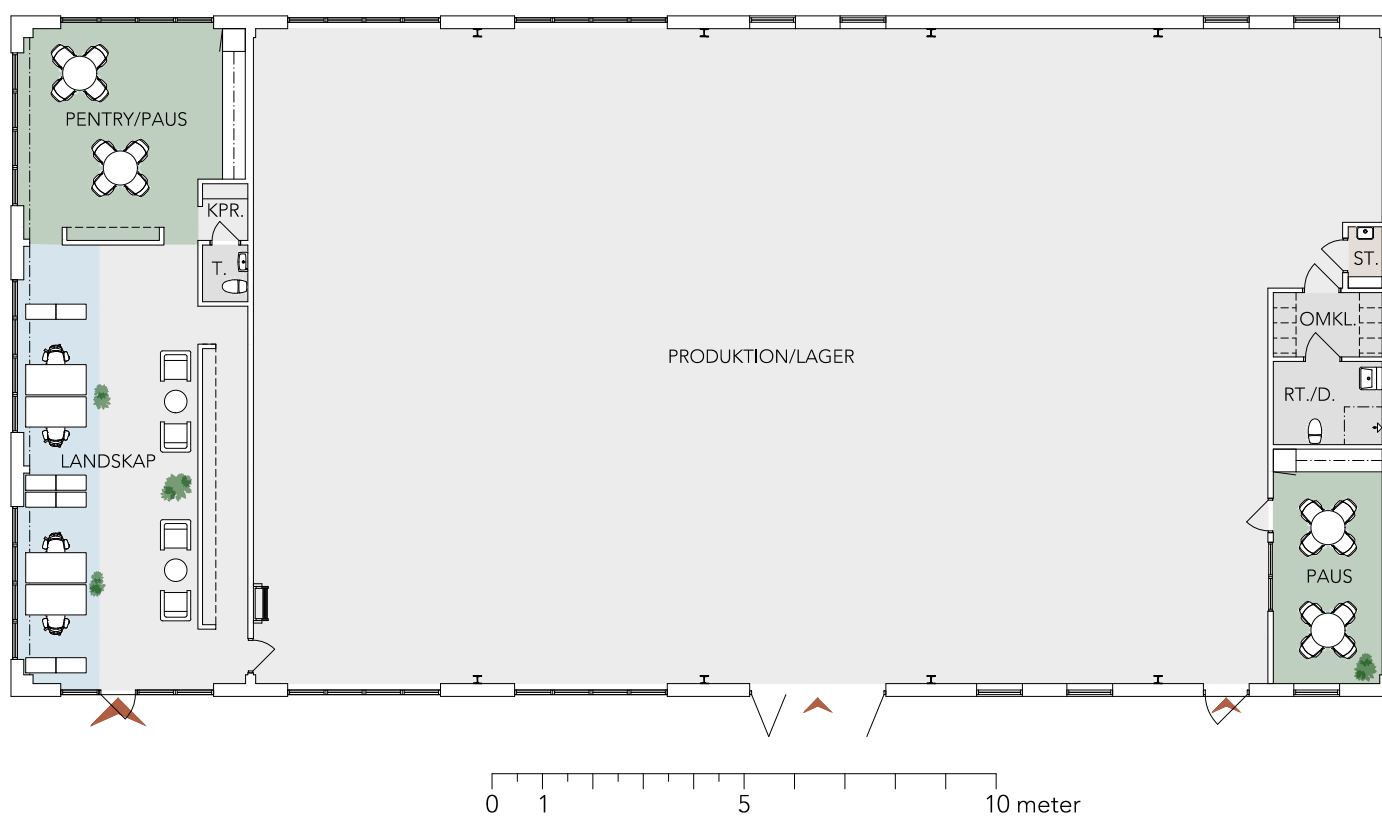 PENTRY/PAUS
KPR.
T.
ST.
OMKL.
PRODUKTION/LAGER
RT./D.
LANDSKAP
PAUS
0 1 5 10 meter